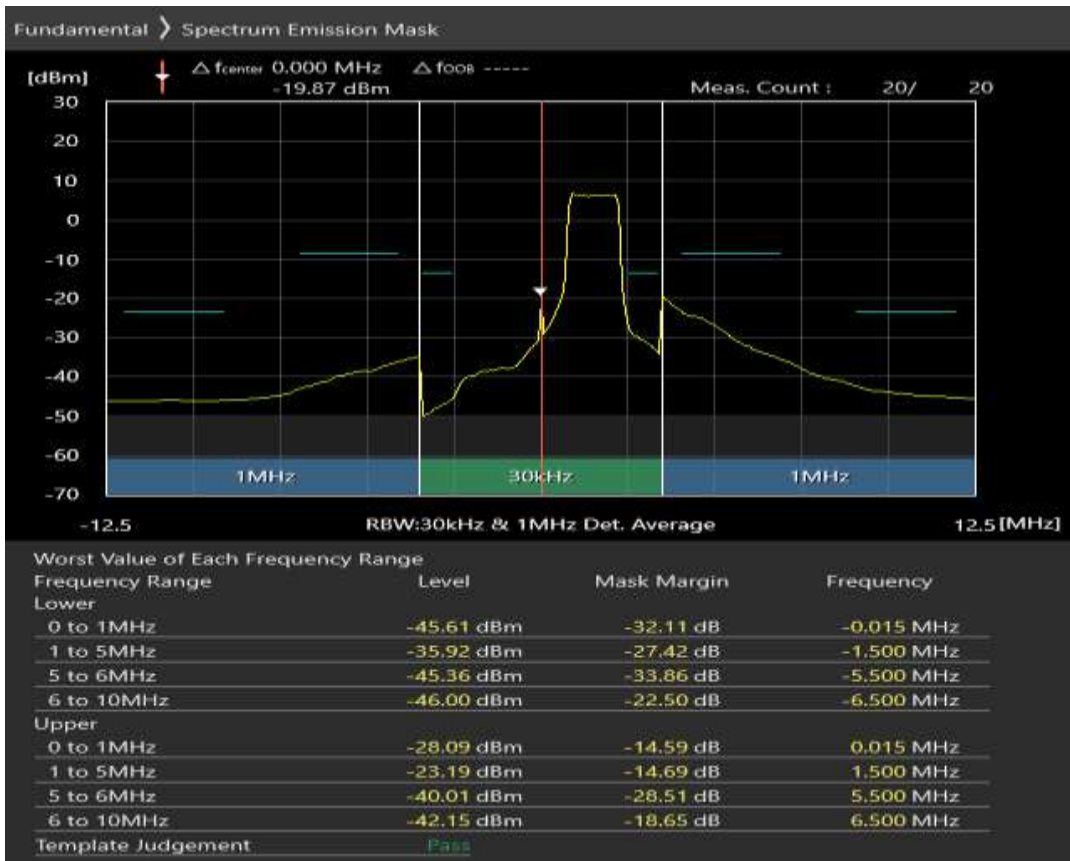 Fundamental 》 Spectrum Emission Mask
[dBm] △ fcenter 0.000 MHz △ fOOB -----
-19.87 dBm Meas. Count : 20/ 20
30
20
10
0
-10
-20
-30
-40
-50
-60
-70
1MHz 30kHz 1MHz
-12.5 RBW:30kHz & 1MHz Det. Average 12.5 [MHz]
Worst Value of Each Frequency Range
Frequency Range Level Mask Margin Frequency
Lower
0 to 1MHz -45.61 dBm -32.11 dB -0.015 MHz
1 to 5MHz -35.92 dBm -27.42 dB -1.500 MHz
5 to 6MHz -45.36 dBm -33.86 dB -5.500 MHz
6 to 10MHz -46.00 dBm -22.50 dB -6.500 MHz
Upper
0 to 1MHz -28.09 dBm -14.59 dB 0.015 MHz
1 to 5MHz -23.19 dBm -14.69 dB 1.500 MHz
5 to 6MHz -40.01 dBm -28.51 dB 5.500 MHz
6 to 10MHz -42.15 dBm -18.65 dB 6.500 MHz
Template Judgement Pass